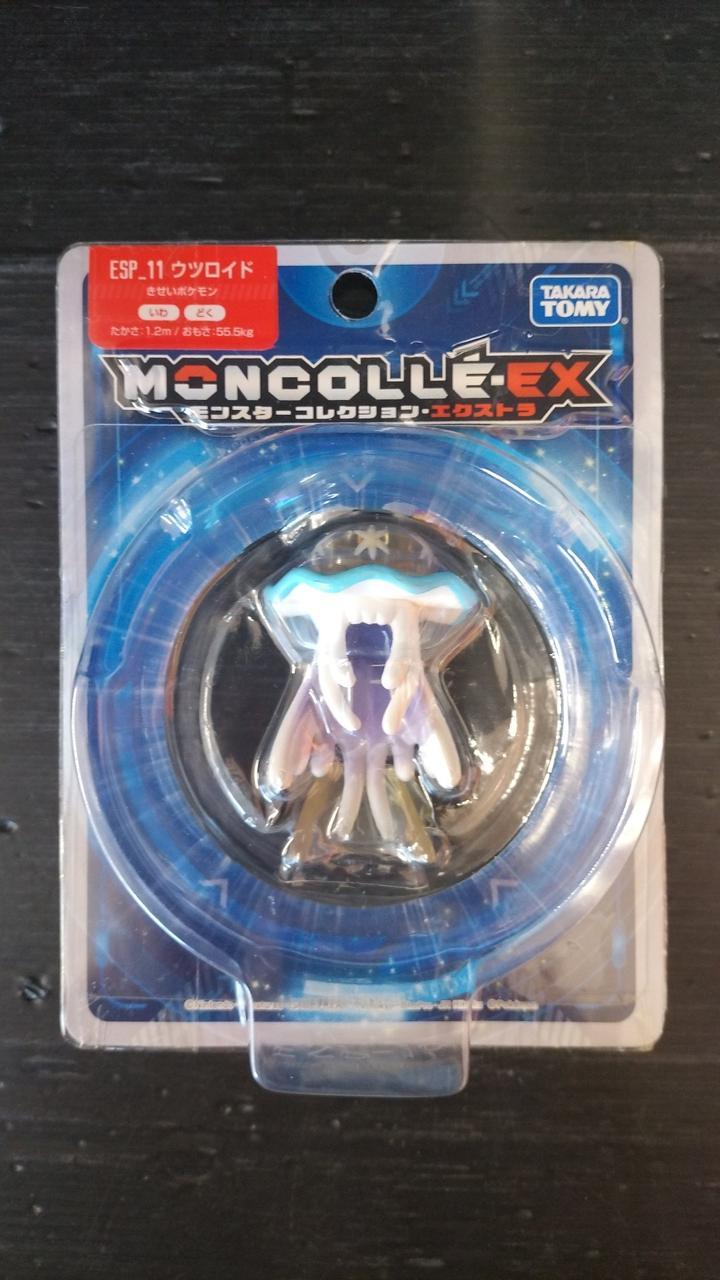 ESP_11 ウツロイド
きせいポケモン
いわ どく
たかさ:1.2m / おもさ:55.5kg
TAKARA
TOMY
MONCOLLÉ-EX
モンスターコレクション・エクストラ
©Nintendo
©Pokémon